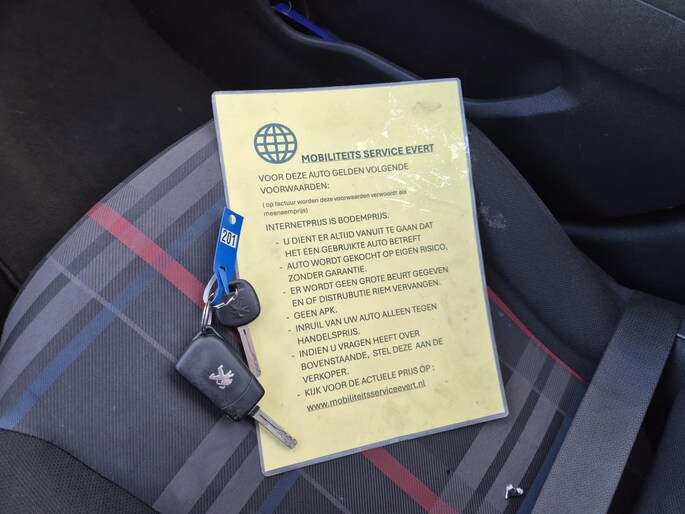 MOBILITEITS SERVICE EVERT
VOOR DEZE AUTO GELDEN VOLGENDE
VOORWAARDEN:
( op factuur worden deze voorwaarden verwoordt als
meeneemprijs)
INTERNETPRIJS IS BODEMPRIJS.
- U DIENT ER ALTIJD VANUIT TE GAAN DAT
HET EEN GEBRUIKTE AUTO BETREFT
- AUTO WORDT GEKOCHT OP EIGEN RISICO,
ZONDER GARANTIE.
- ER WORDT GEEN GROTE BEURT GEGEVEN
EN OF DISTRUBUTIE RIEM VERVANGEN.
- GEEN APK.
- INRUIL VAN UW AUTO ALLEEN TEGEN
HANDELSPRIJS.
- INDIEN U VRAGEN HEEFT OVER
BOVENSTAANDE, STEL DEZE AAN DE
VERKOPER.
- KIJK VOOR DE ACTUELE PRIJS OP :
www.mobiliteitsserviceevert.nl
201